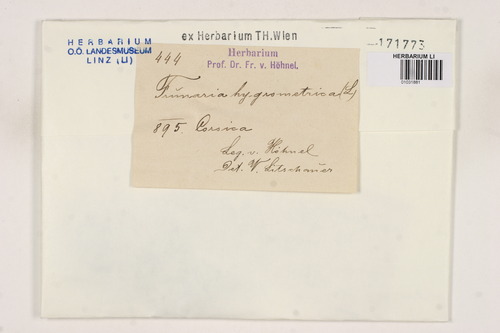 ex Herbarium TH.Wien
HERBARIUM
O.Ö. LANDESMUSEUM
LINZ (LI)
171773
HERBARIUM LI
444
Herbarium
Prof. Dr. Fr. v. Höhnel.
Funaria hygrometrica (L)
895. Corsica
Leg. v. Höhnel
Det. V. Litschauer